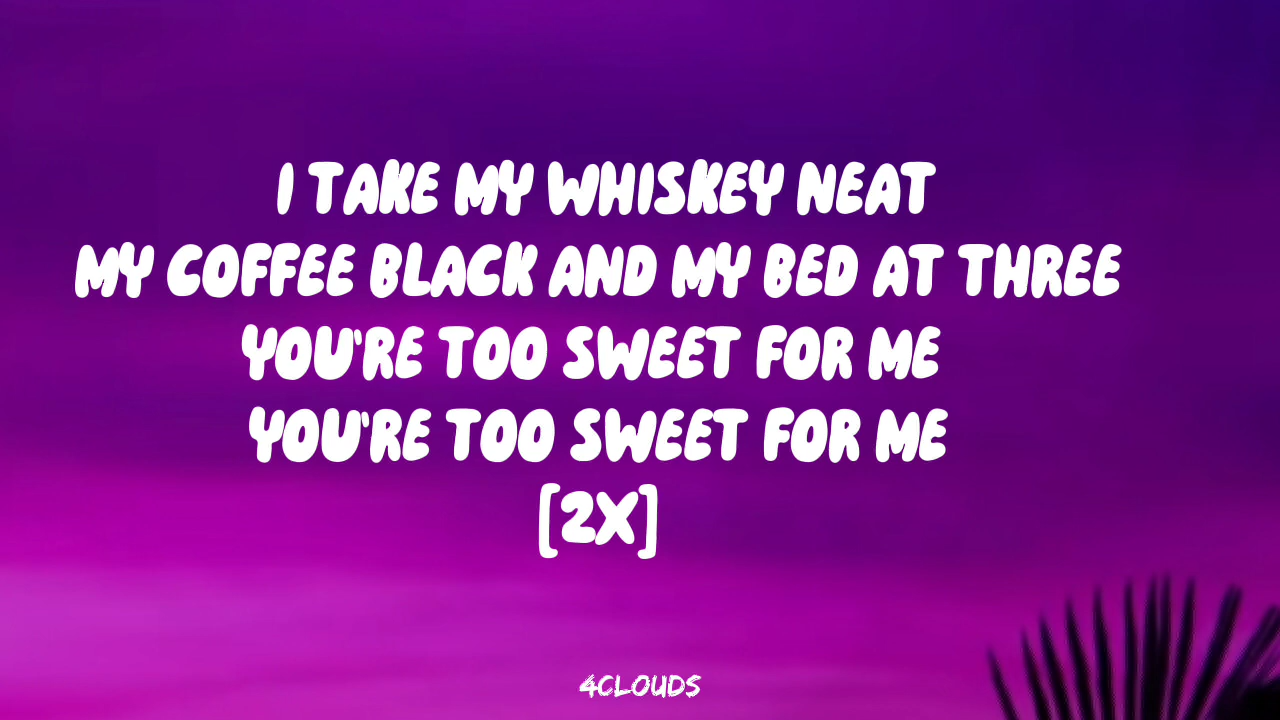 I TAKE MY WHISKEY NEAT
MY COFFEE BLACK AND MY BED AT THREE
YOU'RE TOO SWEET FOR ME
YOU'RE TOO SWEET FOR ME
[2X]
4CLOUDS